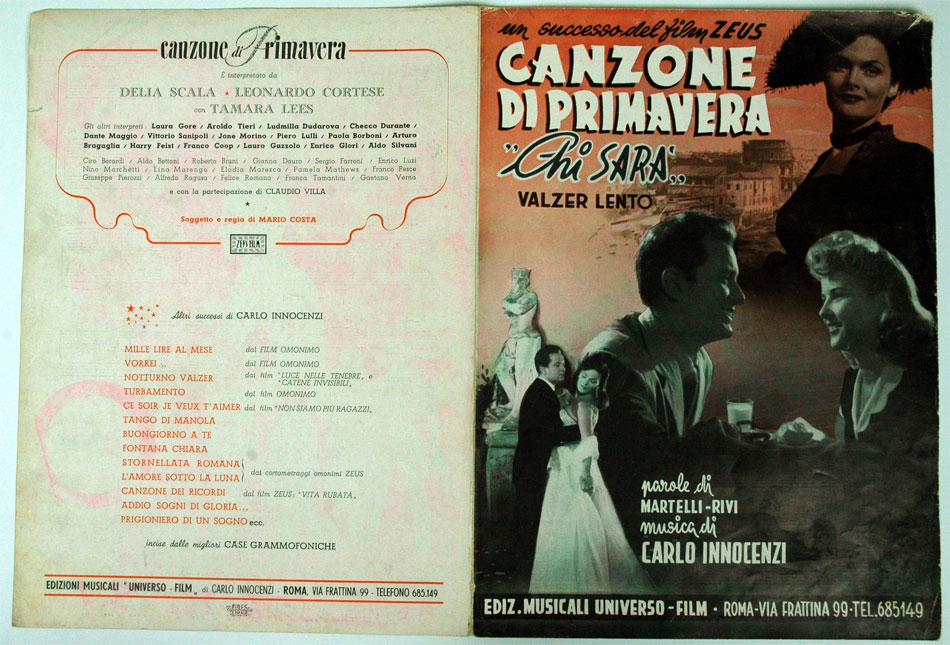 canzone di Primavera
È interpretato da
DELIA SCALA ★ LEONARDO CORTESE
con TAMARA LEES
Gli altri interpreti: Laura Gore / Aroldo Tieri / Ludmilla Dudarova / Checco Durante /
Dante Maggio / Vittorio Sanipoli / Jone Morino / Piero Lulli / Paola Borboni / Arturo
Bragaglia / Harry Feist / Franco Coop / Lauro Gazzolo / Enrico Glori / Aldo Silvani
Ciro Berardi / Aldo Bettoni / Roberto Bruni / Gianna Dauro / Sergio Farroni / Enrico Luzi
Nino Marchetti / Lina Marengo / Elodia Maresca / Pamela Mathews / Franco Pesce
Giuseppe Pierozzi / Alfredo Ragusa / Felice Romano / Franca Tamantini / Gaetano Verna
e con la partecipazione di CLAUDIO VILLA
★
Soggetto e regia di MARIO COSTA
ZEUS FILM
Altri successi di CARLO INNOCENZI
MILLE LIRE AL MESE dal FILM OMONIMO
VORREI... dal FILM OMONIMO
NOTTURNO VALZER dai film "LUCE NELLE TENEBRE„ e
"CATENE INVISIBILI„
TURBAMENTO dal film OMONIMO
CE SOIR JE VEUX T'AIMER dal film "NON SIAMO PIU RAGAZZI„
TANGO DI MANOLA
BUONGIORNO A TE
FONTANA CHIARA
STORNELLATA ROMANA
L'AMORE SOTTO LA LUNA dai cortometraggi omonimi ZEUS
CANZONE DEI RICORDI dal film ZEUS: "VITA RUBATA„
ADDIO SOGNI DI GLORIA...
PRIGIONIERO DI UN SOGNO ecc.
incise dalle migliori CASE GRAMMOFONICHE
EDIZIONI MUSICALI "UNIVERSO - FILM„ di CARLO INNOCENZI - ROMA, VIA FRATTINA 99 - TELEFONO 685.149
un successo del film ZEUS
CANZONE
DI PRIMAVERA
"Chi SARÀ„
VALZER LENTO
parole di
MARTELLI-RIVI
musica di
CARLO INNOCENZI
EDIZ. MUSICALI UNIVERSO-FILM - ROMA-VIA FRATTINA 99-TEL.685149